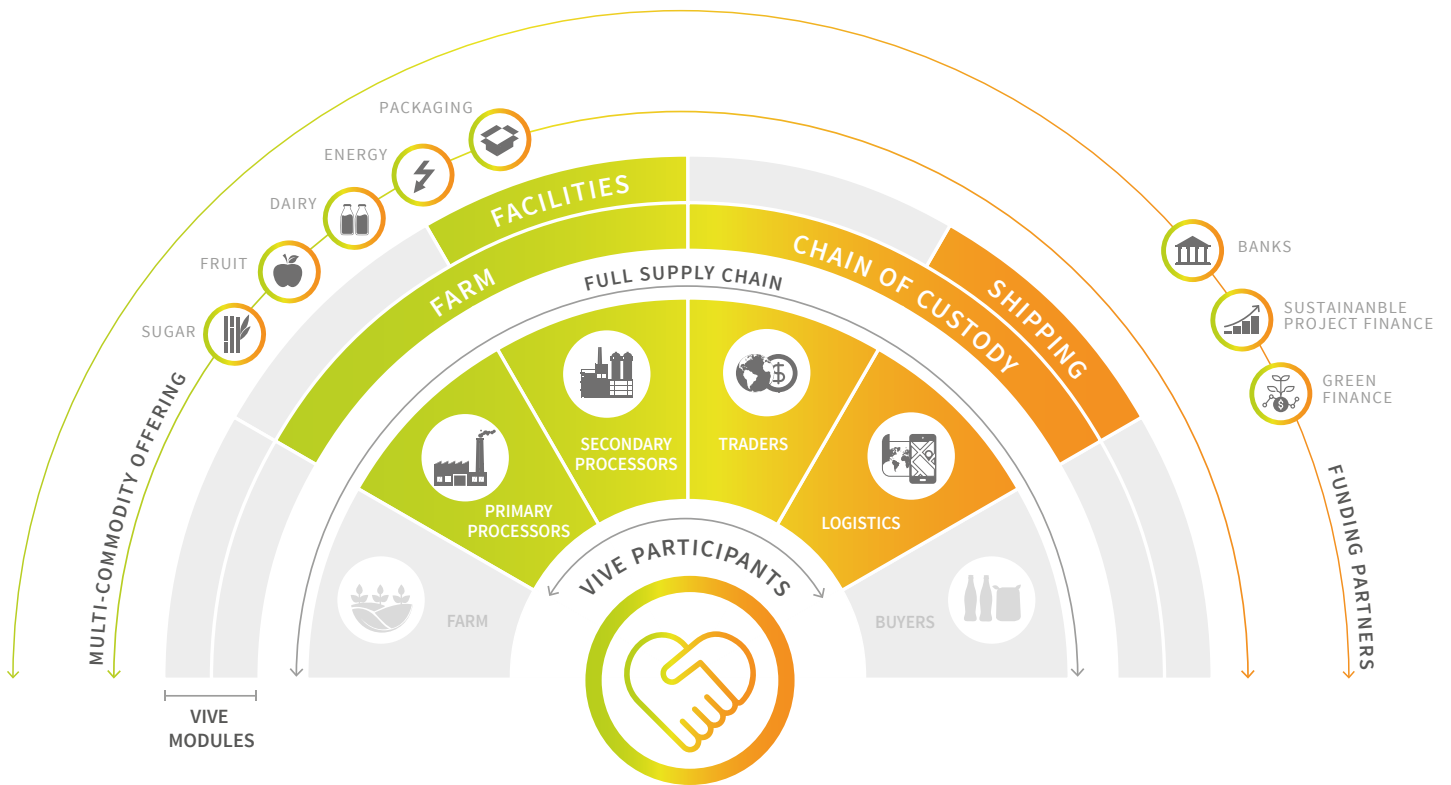 PACKAGING
ENERGY
DAIRY
FRUIT
SUGAR
MULTI-COMMODITY OFFERING
FACILITIES
FARM
CHAIN OF CUSTODY
SHIPPING
FULL SUPPLY CHAIN
BANKS
SUSTAINANBLE
PROJECT FINANCE
GREEN
FINANCE
FUNDING PARTNERS
SECONDARY
PROCESSORS
TRADERS
PRIMARY
PROCESSORS
LOGISTICS
FARM
VIVE PARTICIPANTS
BUYERS
VIVE
MODULES